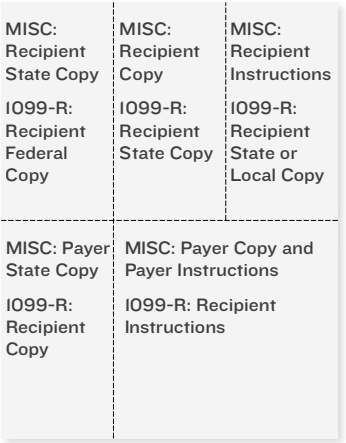 MISC:
Recipient
State Copy
1099-R:
Recipient
Federal
Copy
MISC:
Recipient
Copy
1099-R:
Recipient
State Copy
MISC:
Recipient
Instructions
1099-R:
Recipient
State or
Local Copy
MISC: Payer
State Copy
1099-R:
Recipient
Copy
MISC: Payer Copy and
Payer Instructions
1099-R: Recipient
Instructions